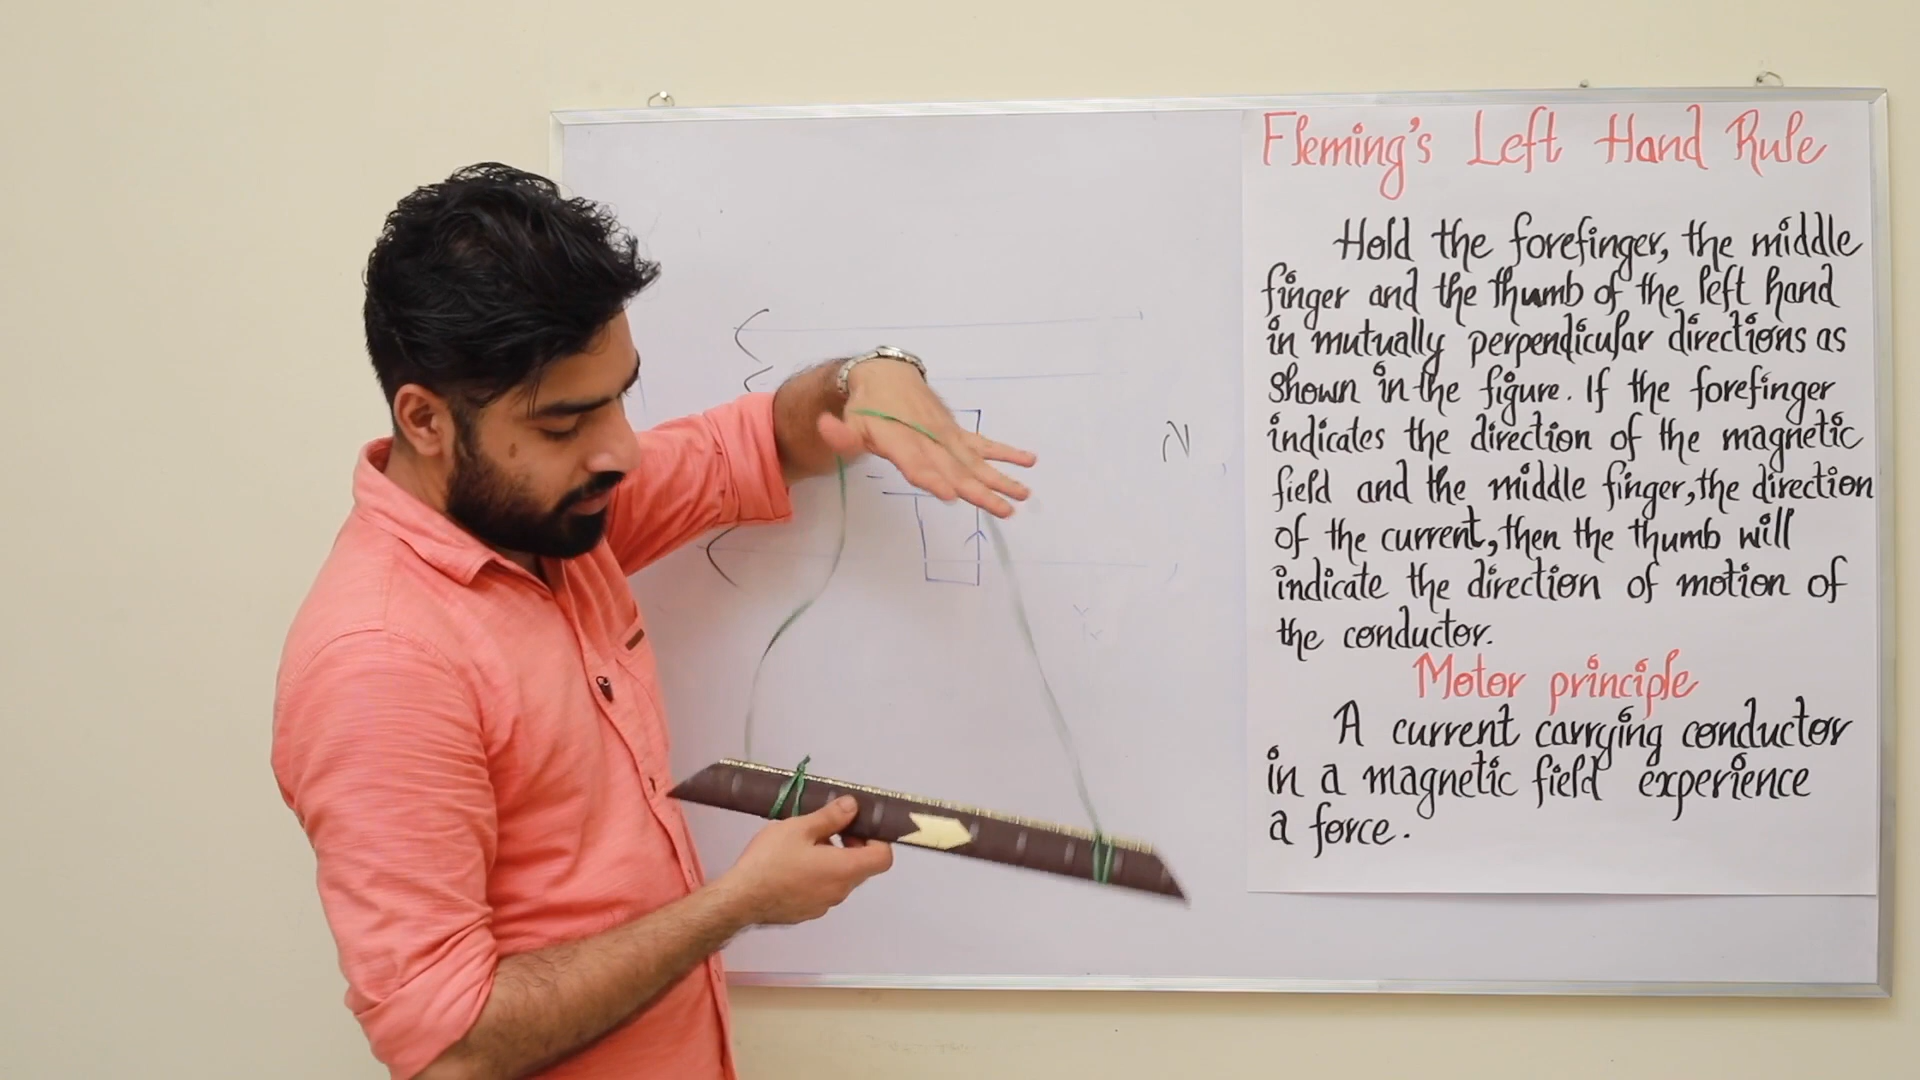 Fleming's Left Hand Rule
Hold the forefinger, the middle
finger and the thumb of the left hand
in mutually perpendicular directions as
shown in the figure. If the forefinger
indicates the direction of the magnetic
field and the middle finger, the direction
of the current, then the thumb will
indicate the direction of motion of
the conductor.
Motor principle
A current carrying conductor
in a magnetic field experience
a force.
N